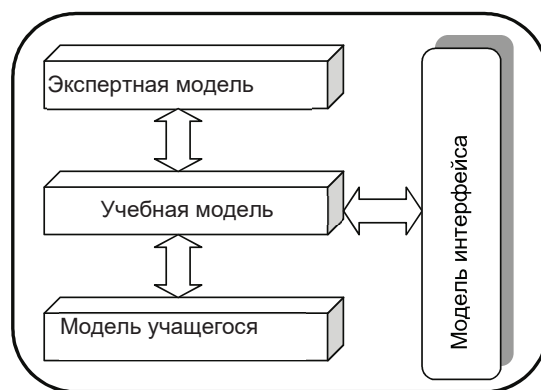 Экспертная модель
Учебная модель
Модель учащегося
Модель интерфейса